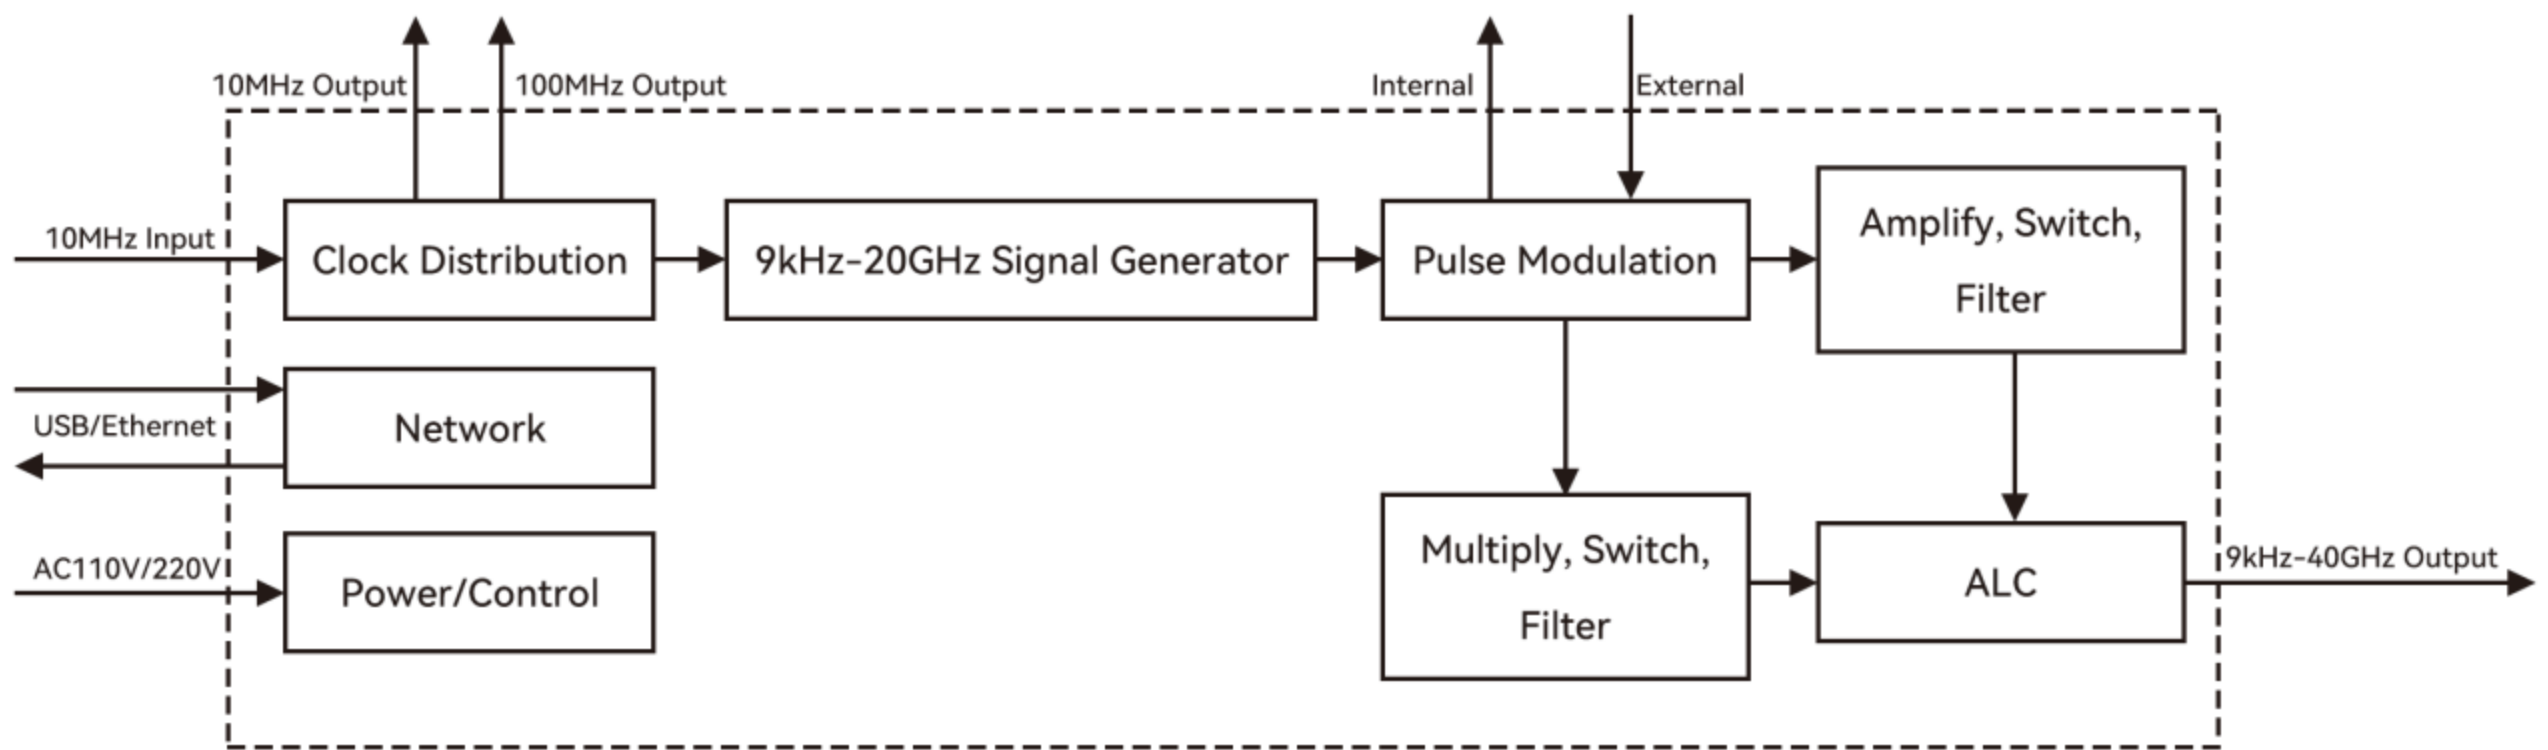 10MHz Output
100MHz Output
Internal
External
10MHz Input
Clock Distribution
9kHz-20GHz Signal Generator
Pulse Modulation
Amplify, Switch,
Filter
USB/Ethernet
Network
AC110V/220V
Power/Control
Multiply, Switch,
Filter
ALC
9kHz-40GHz Output